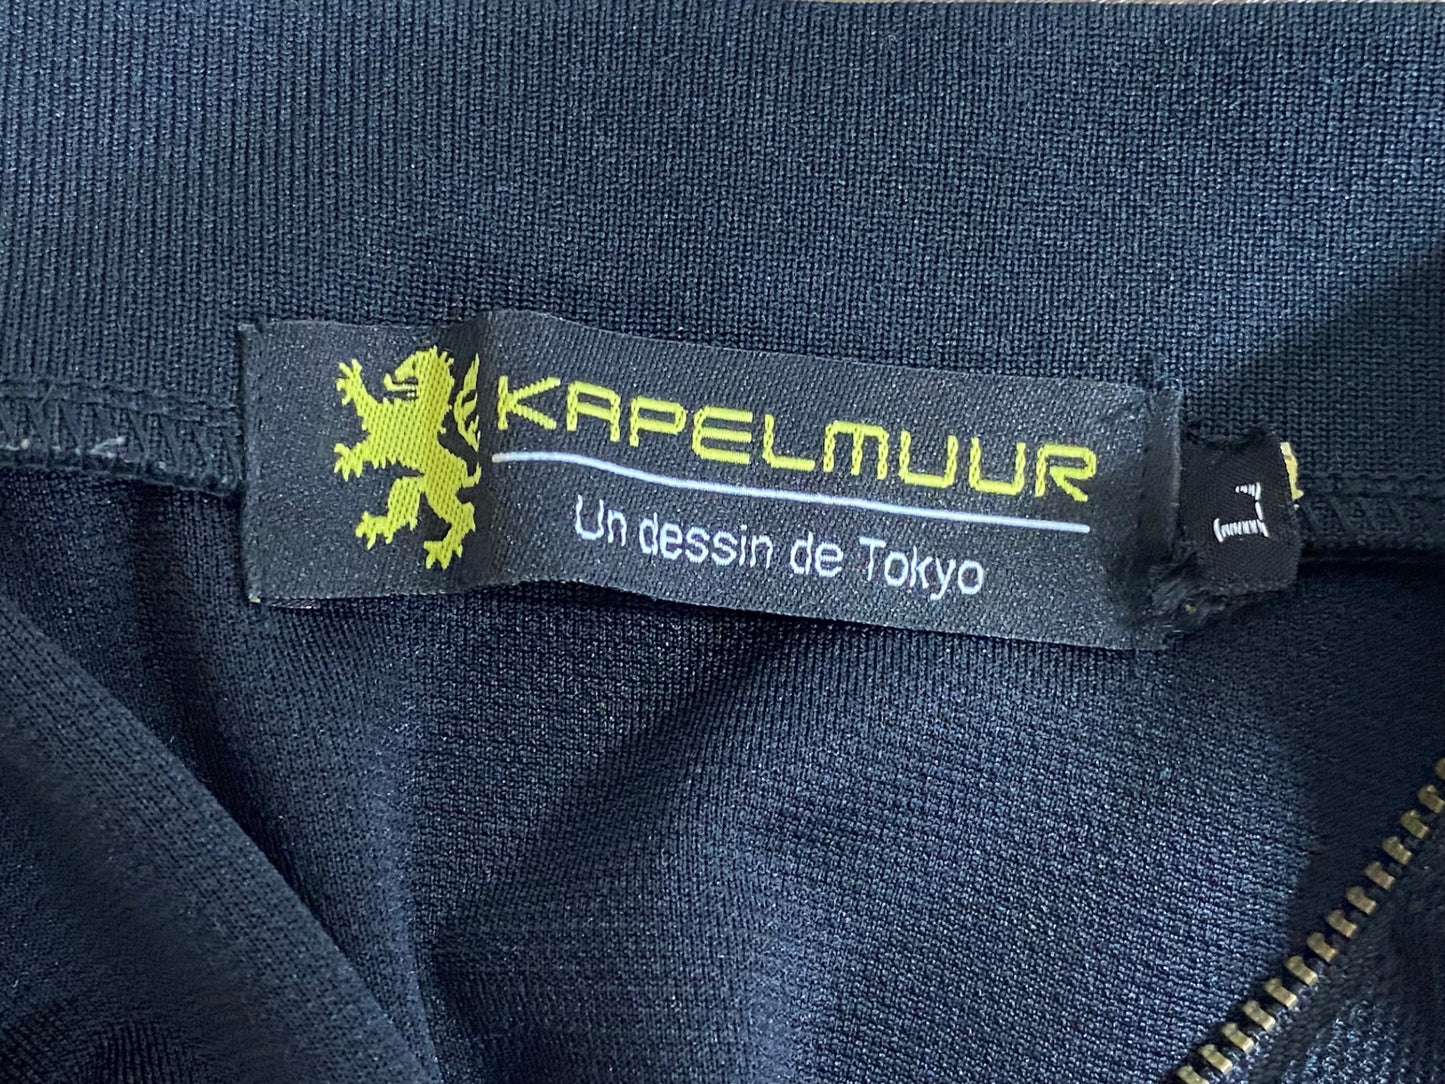 KAPELMUUR
Un dessin de Tokyo
L